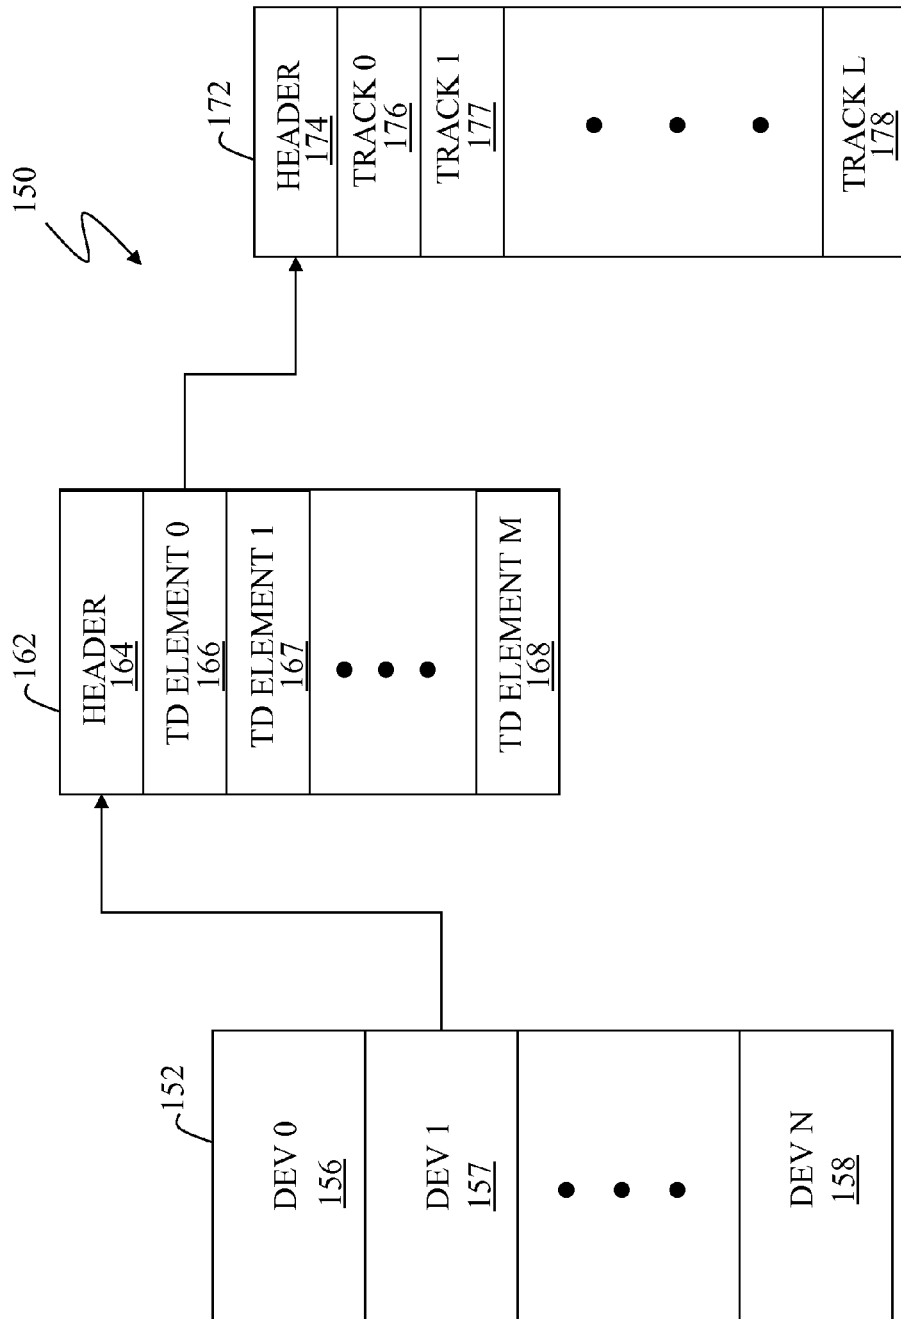 150
152
DEV 0
156
DEV 1
157
DEV N
158
162
HEADER
164
TD ELEMENT 0
166
TD ELEMENT 1
167
TD ELEMENT M
168
172
HEADER
174
TRACK 0
176
TRACK 1
177
TRACK L
178